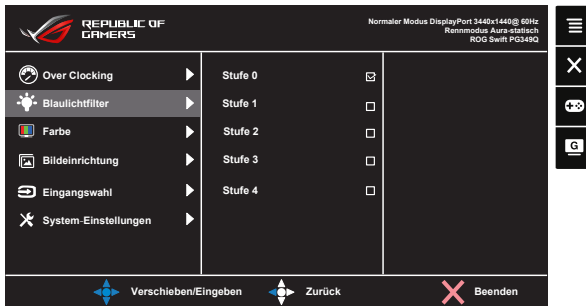 REPUBLIC OF
GAMERS
Normaler Modus DisplayPort 3440x1440@ 60Hz
Rennmodus Aura-statisch
ROG Swift PG349Q
Over Clocking
Blaulichtfilter
Farbe
Bildeinrichtung
Eingangswahl
System-Einstellungen
Stufe 0
Stufe 1
Stufe 2
Stufe 3
Stufe 4
G
Verschieben/Eingeben
Zurück
Beenden